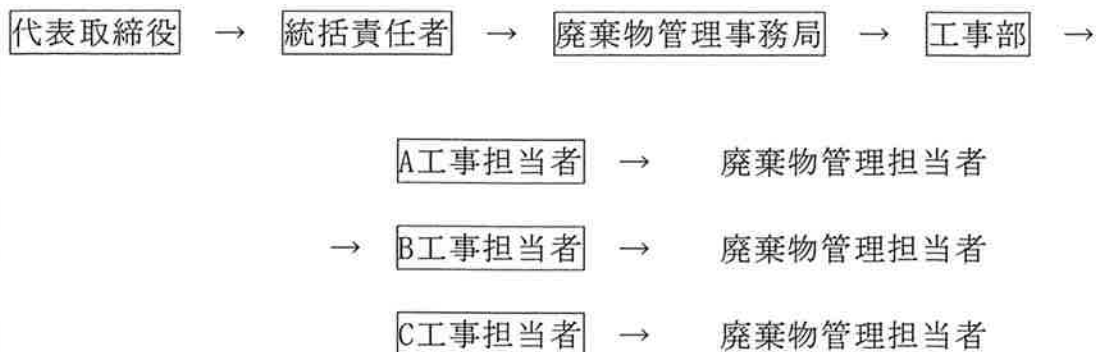 代表取締役 → 統括責任者 → 廃棄物管理事務局 → 工事部 →
A工事担当者 → 廃棄物管理担当者
→ B工事担当者 → 廃棄物管理担当者
C工事担当者 → 廃棄物管理担当者